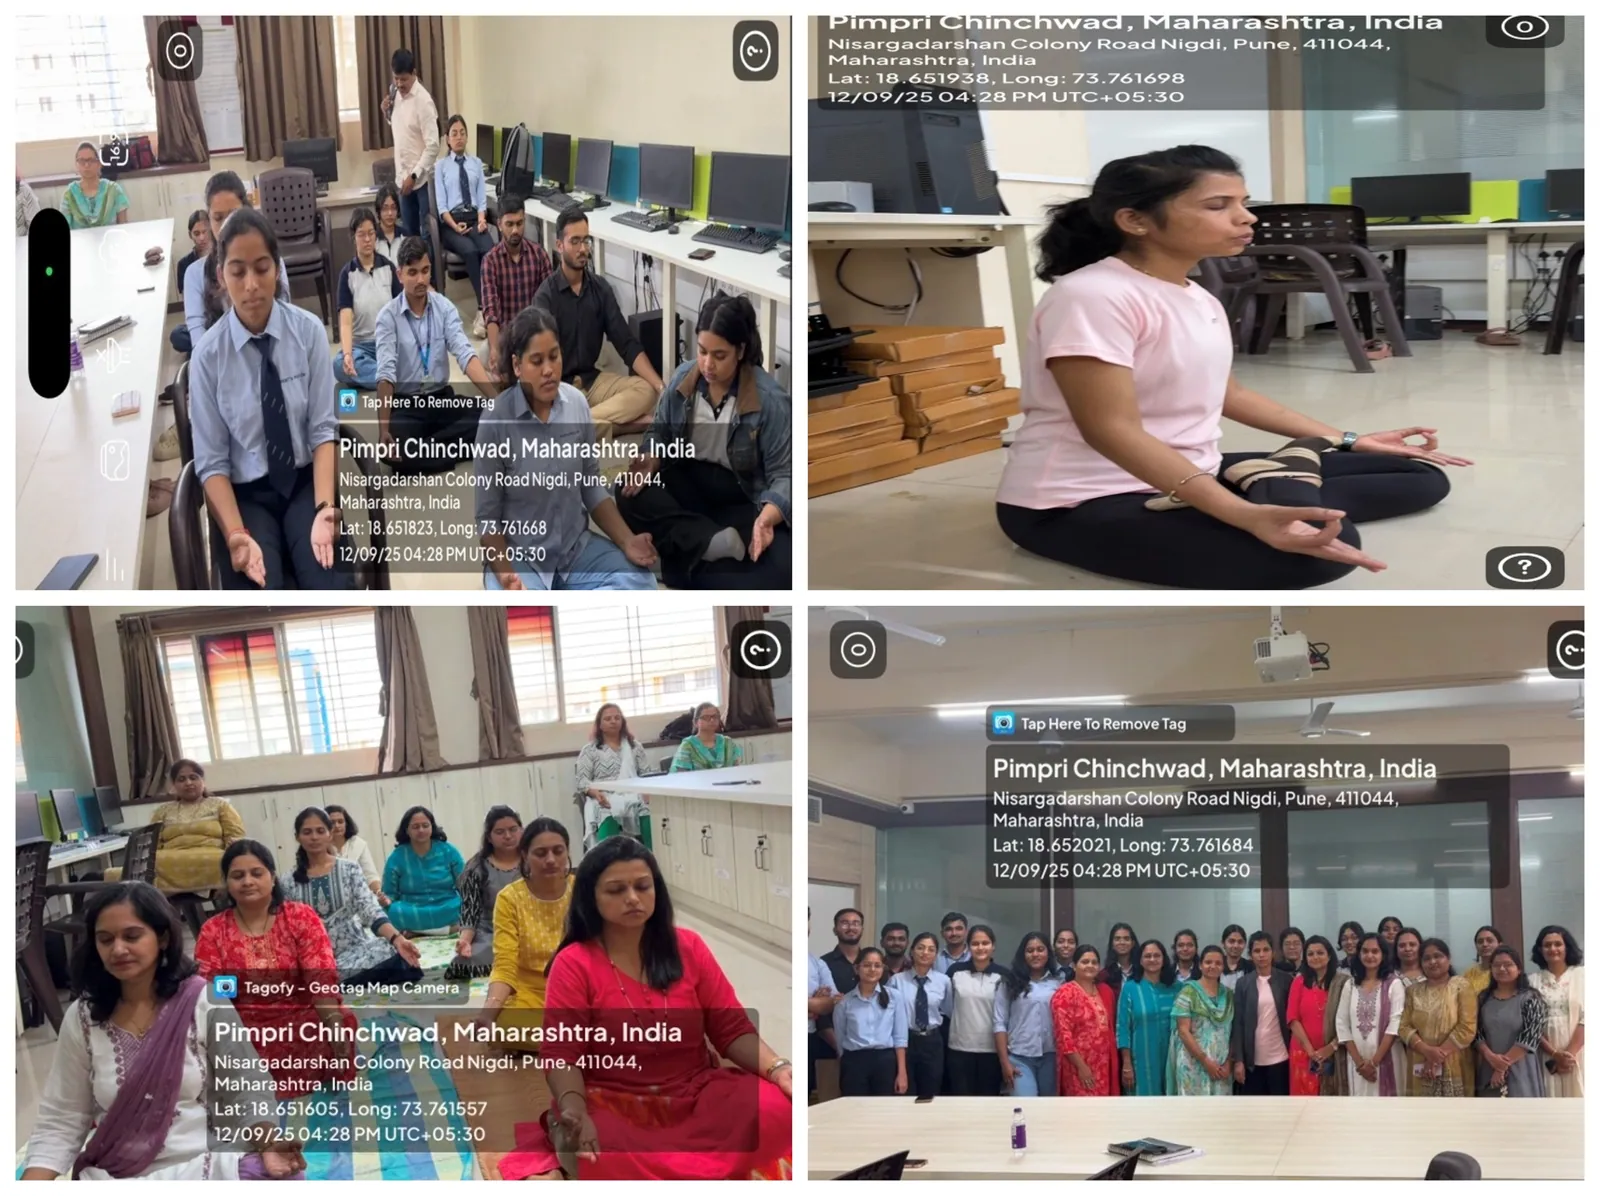 16:9
Tap Here To Remove Tag
Pimpri Chinchwad, Maharashtra, India
Nisargadarshan Colony Road Nigdi, Pune, 411044,
Maharashtra, India
Lat: 18.651823, Long: 73.761668
12/09/25 04:28 PM UTC+05:30
Pimpri Chinchwad, Maharashtra, India
Nisargadarshan Colony Road Nigdi, Pune, 411044,
Maharashtra, India
Lat: 18.651938, Long: 73.761698
12/09/25 04:28 PM UTC+05:30
?
Tagofy - Geotag Map Camera
Pimpri Chinchwad, Maharashtra, India
Nisargadarshan Colony Road Nigdi, Pune, 411044,
Maharashtra, India
Lat: 18.651605, Long: 73.761557
12/09/25 04:28 PM UTC+05:30
Tap Here To Remove Tag
Pimpri Chinchwad, Maharashtra, India
Nisargadarshan Colony Road Nigdi, Pune, 411044,
Maharashtra, India
Lat: 18.652021, Long: 73.761684
12/09/25 04:28 PM UTC+05:30